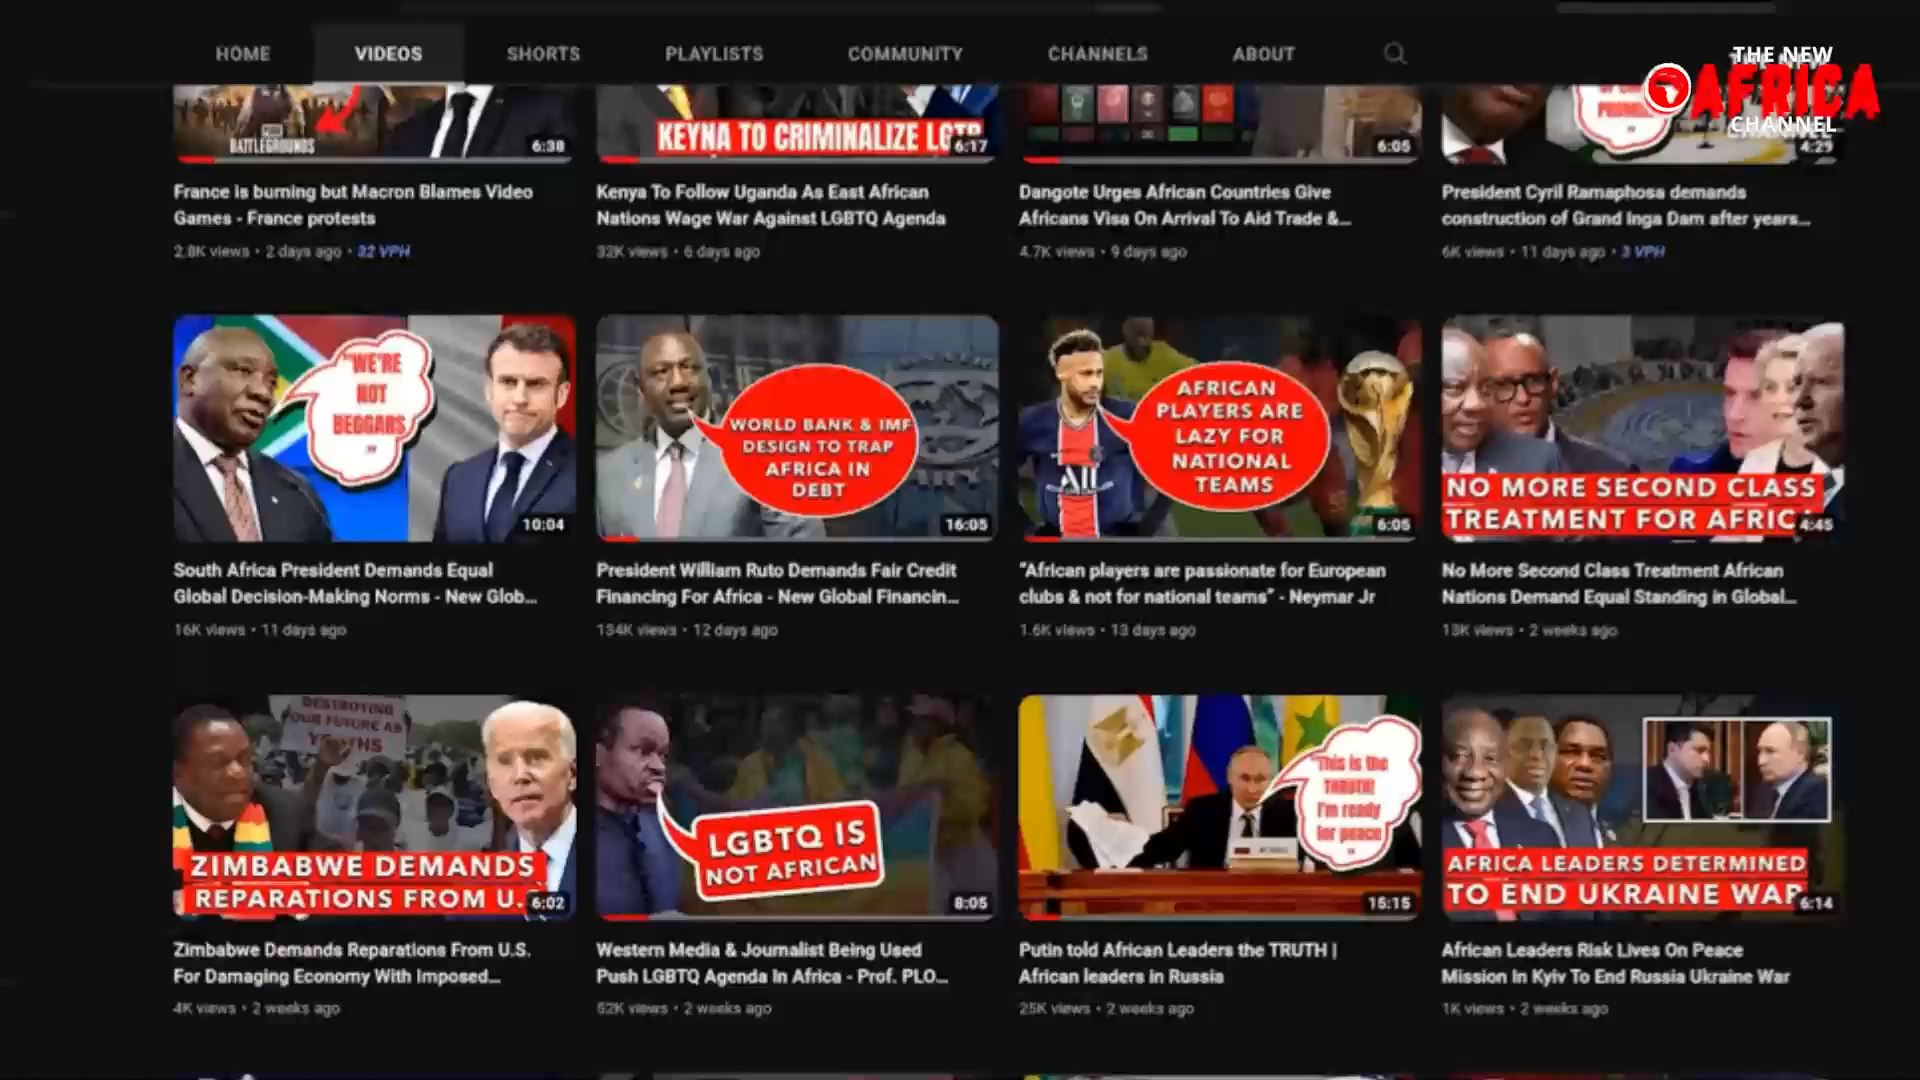 HOME VIDEOS SHORTS PLAYLISTS COMMUNITY CHANNELS ABOUT
THE NEW
AFRICA
CHANNEL
BATTLEGROUNDS
6:38
KEYNA TO CRIMINALIZE LGTB
6:17
6:05
4:29
France is burning but Macron Blames Video
Games - France protests
2.8K views • 2 days ago • 32 VPH
Kenya To Follow Uganda As East African
Nations Wage War Against LGBTQ Agenda
32K views • 6 days ago
Dangote Urges African Countries Give
Africans Visa On Arrival To Aid Trade &...
4.7K views • 9 days ago
President Cyril Ramaphosa demands
construction of Grand Inga Dam after years...
6K views • 11 days ago • 3 VPH
"WE'RE
NOT
BEGGARS
"
10:04
WORLD BANK & IMF
DESIGN TO TRAP
AFRICA IN
DEBT
16:05
AFRICAN
PLAYERS ARE
LAZY FOR
NATIONAL
TEAMS
ALL
6:05
NO MORE SECOND CLASS
TREATMENT FOR AFRIC
4:45
South Africa President Demands Equal
Global Decision-Making Norms - New Glob...
16K views • 11 days ago
President William Ruto Demands Fair Credit
Financing For Africa - New Global Financin...
134K views • 12 days ago
"African players are passionate for European
clubs & not for national teams" - Neymar Jr
1.6K views • 13 days ago
No More Second Class Treatment African
Nations Demand Equal Standing in Global...
13K views • 2 weeks ago
DESTROYING
OUR FUTURE AS
ZIMBABWE DEMANDS
REPARATIONS FROM U.
6:02
LGBTQ IS
NOT AFRICAN
8:05
"This is the
THRUTH!
I'm ready
for peace
"
15:15
AFRICA LEADERS DETERMINED
TO END UKRAINE WAR
6:14
Zimbabwe Demands Reparations From U.S.
For Damaging Economy With Imposed...
4K views • 2 weeks ago
Western Media & Journalist Being Used
Push LGBTQ Agenda In Africa - Prof. PLO...
52K views • 2 weeks ago
Putin told African Leaders the TRUTH |
African leaders in Russia
25K views • 2 weeks ago
African Leaders Risk Lives On Peace
Mission In Kyiv To End Russia Ukraine War
1K views • 2 weeks ago